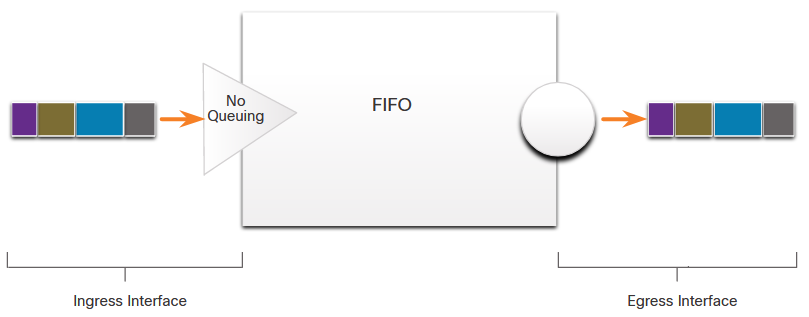 No
Queuing
FIFO
Ingress Interface
Egress Interface